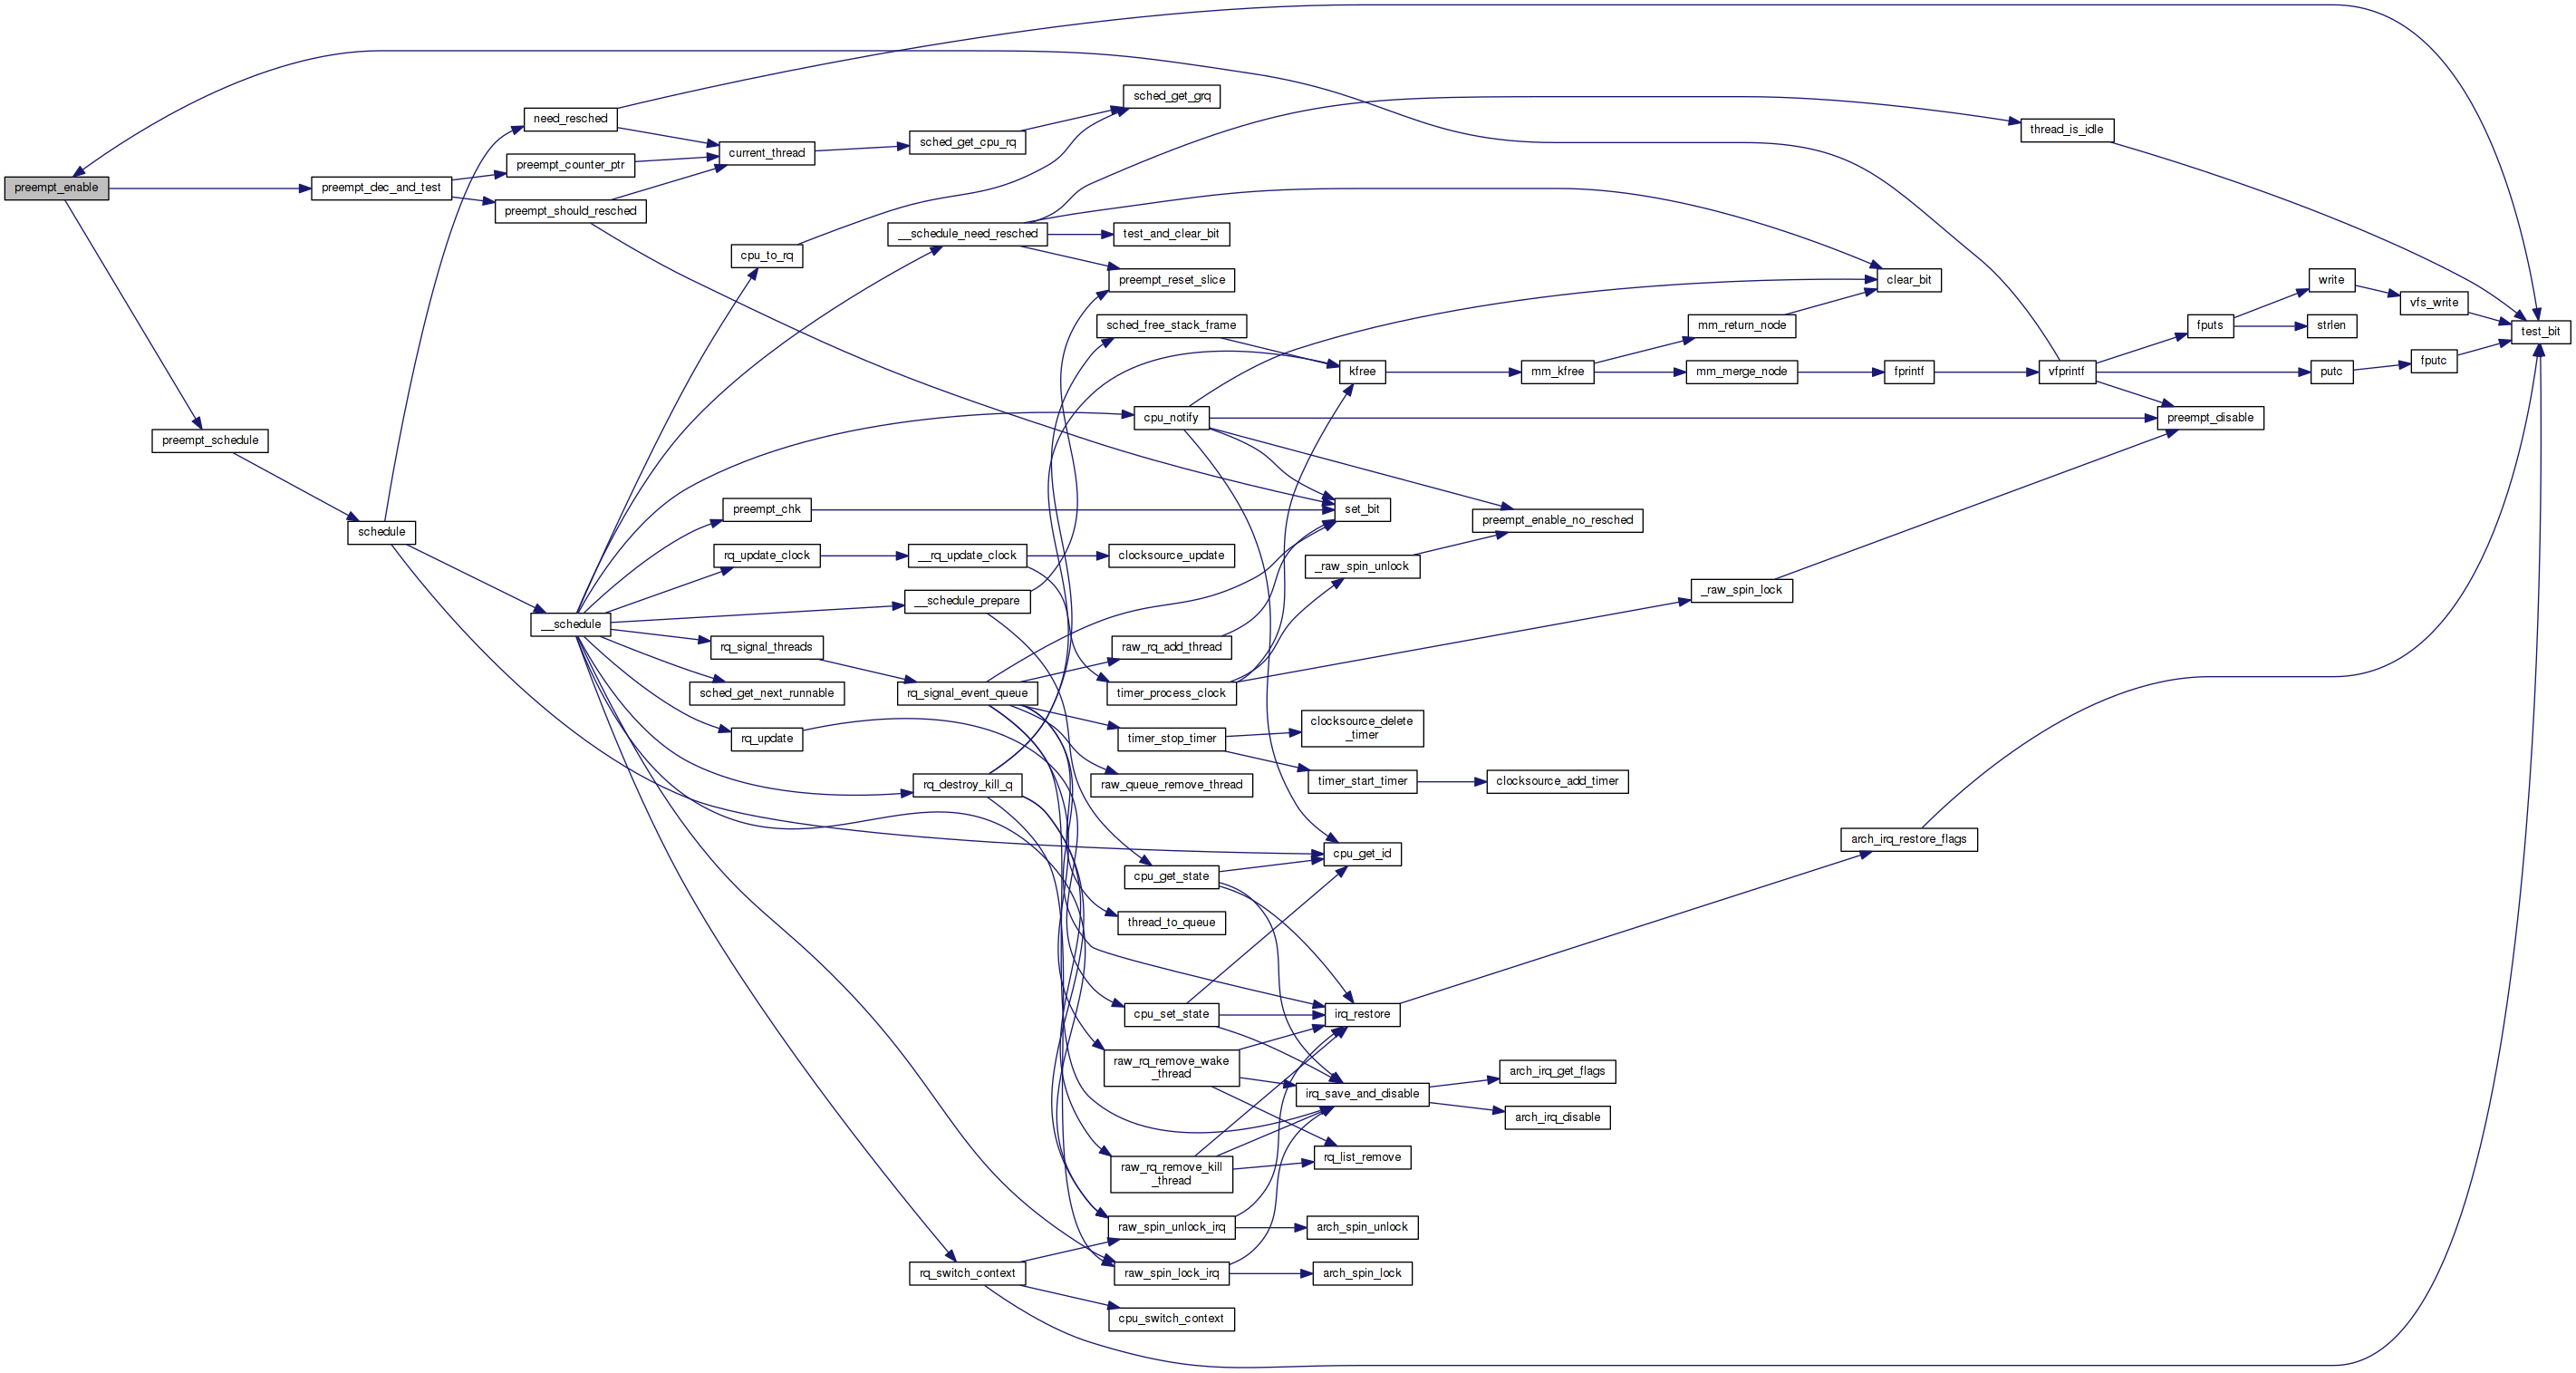 preempt_enable
preempt_dec_and_test
preempt_schedule
schedule
need_resched
preempt_counter_ptr
preempt_should_resched
__schedule
current_thread
cpu_to_rq
preempt_chk
rq_update_clock
rq_signal_threads
sched_get_next_runnable
rq_update
sched_get_cpu_rq
__schedule_need_resched
__rq_update_clock
__schedule_prepare
rq_signal_event_queue
rq_destroy_kill_q
rq_switch_context
sched_get_grq
test_and_clear_bit
preempt_reset_slice
sched_free_stack_frame
cpu_notify
clocksource_update
raw_rq_add_thread
timer_process_clock
timer_stop_timer
raw_queue_remove_thread
cpu_get_state
thread_to_queue
cpu_set_state
raw_rq_remove_wake
_thread
raw_rq_remove_kill
_thread
raw_spin_unlock_irq
raw_spin_lock_irq
cpu_switch_context
kfree
set_bit
_raw_spin_unlock
clocksource_delete
_timer
timer_start_timer
cpu_get_id
irq_restore
irq_save_and_disable
rq_list_remove
arch_spin_unlock
arch_spin_lock
mm_kfree
preempt_enable_no_resched
clocksource_add_timer
arch_irq_get_flags
arch_irq_disable
mm_return_node
mm_merge_node
_raw_spin_lock
clear_bit
fprintf
arch_irq_restore_flags
thread_is_idle
vfprintf
fputs
preempt_disable
write
strlen
putc
vfs_write
fputc
test_bit